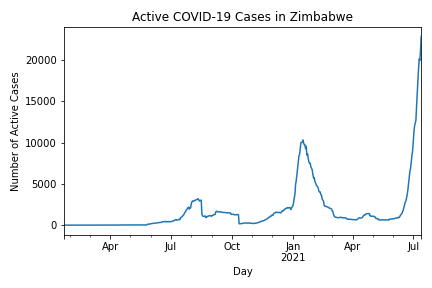 Active COVID-19 Cases in Zimbabwe
Number of Active Cases
20000
15000
10000
5000
0
Apr Jul Oct Jan Apr Jul
2021
Day